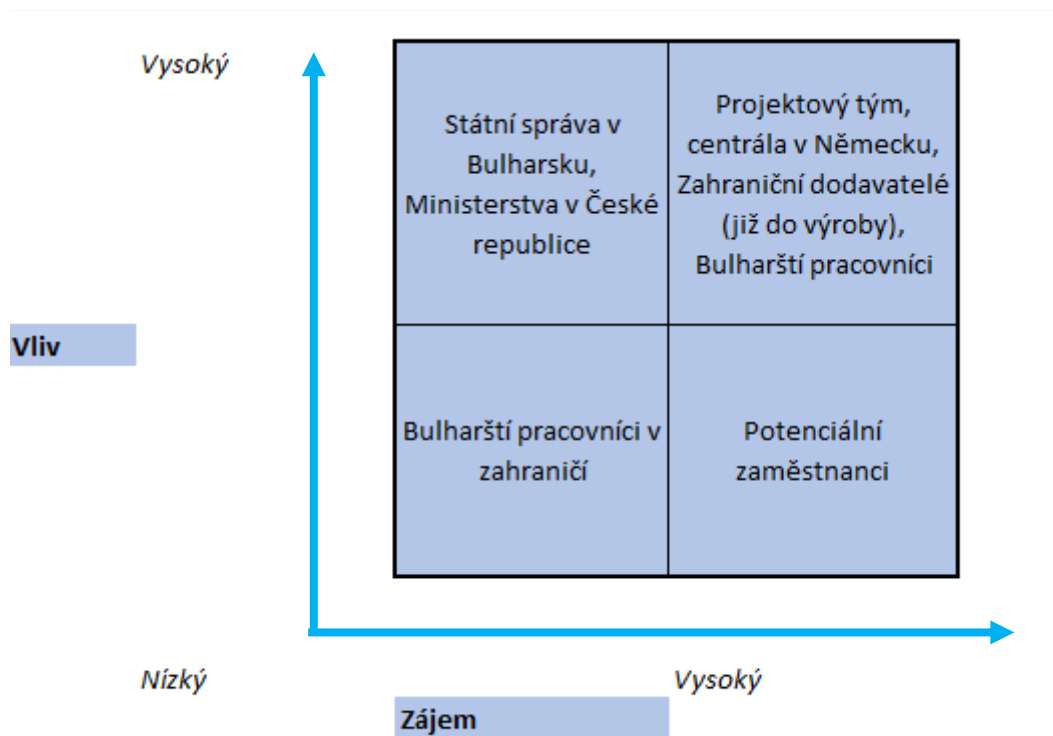 Vysoký
Státní správa v
Bulharsku,
Ministerstva v České
republice
Projektový tým,
centrála v Německu,
Zahraniční dodavatelé
(již do výroby),
Bulharští pracovníci
Vliv
Bulharští pracovníci v
zahraničí
Potenciální
zaměstnanci
Nízký
Vysoký
Zájem